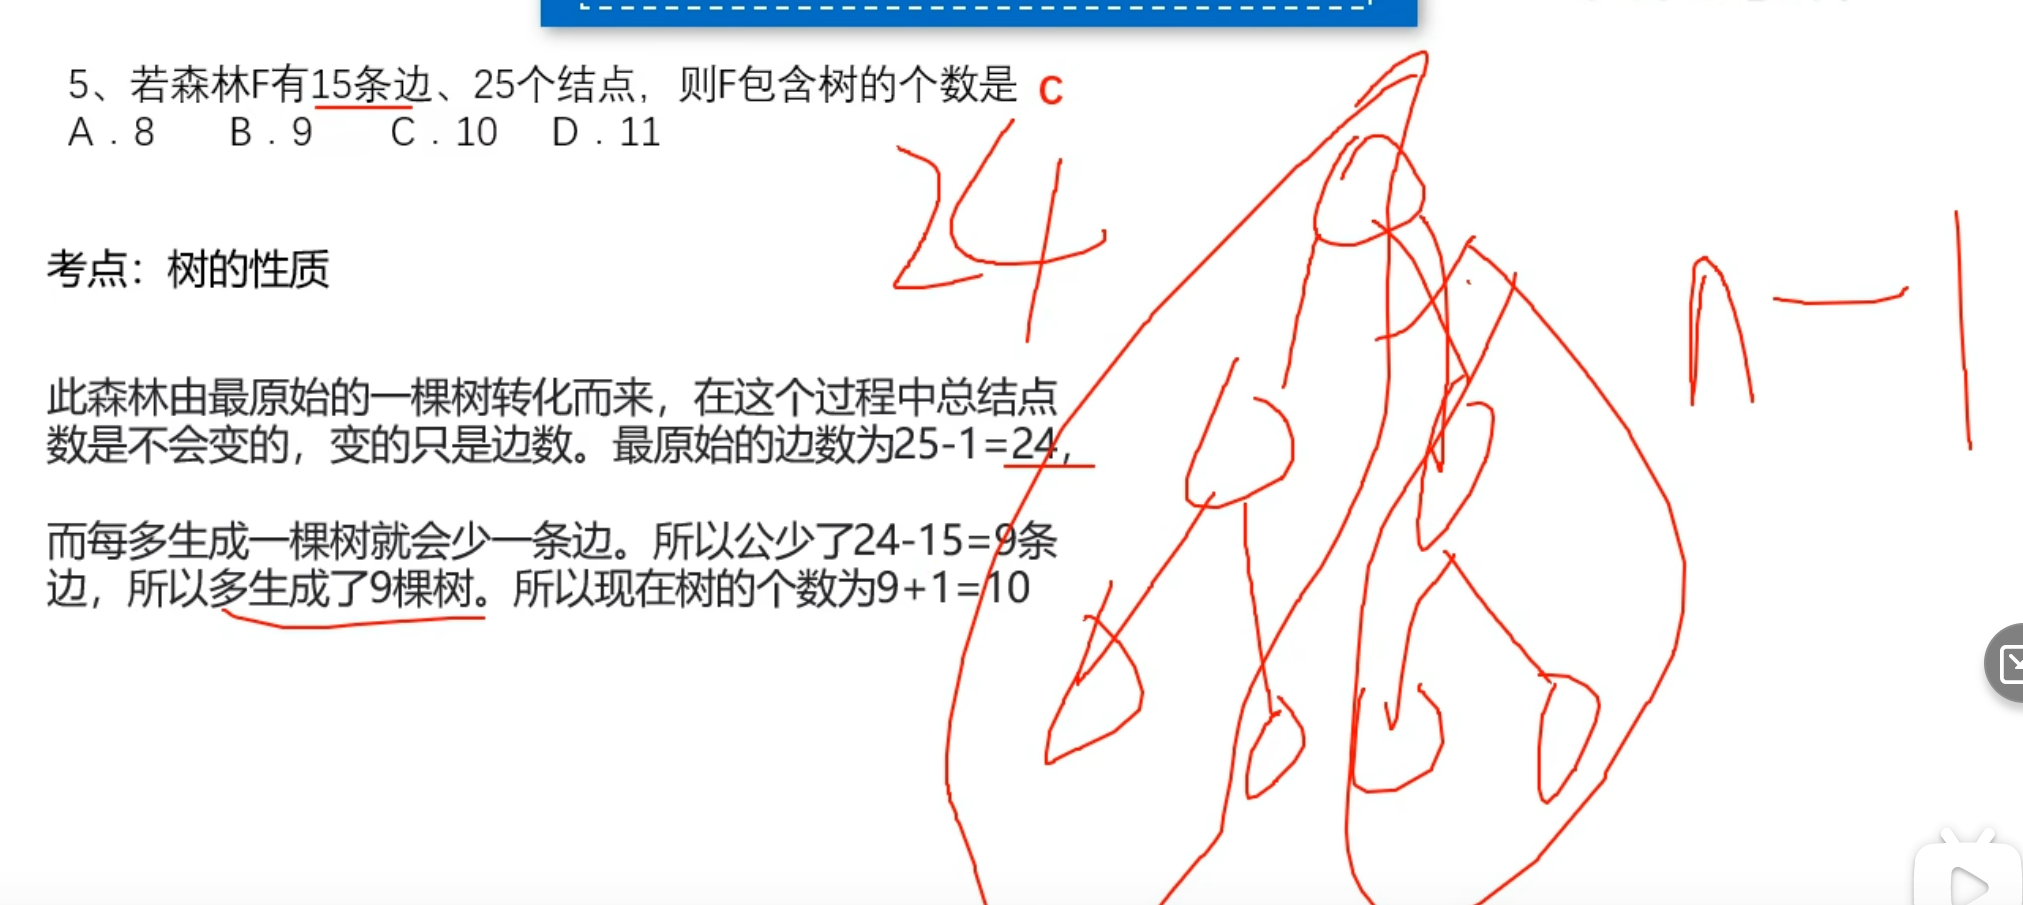 5、若森林F有15条边、25个结点，则F包含树的个数是 C
A．8 B．9 C．10 D．11
24
n-1
考点：树的性质
此森林由最原始的一棵树转化而来，在这个过程中总结点
数是不会变的，变的只是边数。最原始的边数为25-1=24，
而每多生成一棵树就会少一条边。所以公少了24-15=9条
边，所以多生成了9棵树。所以现在树的个数为9+1=10